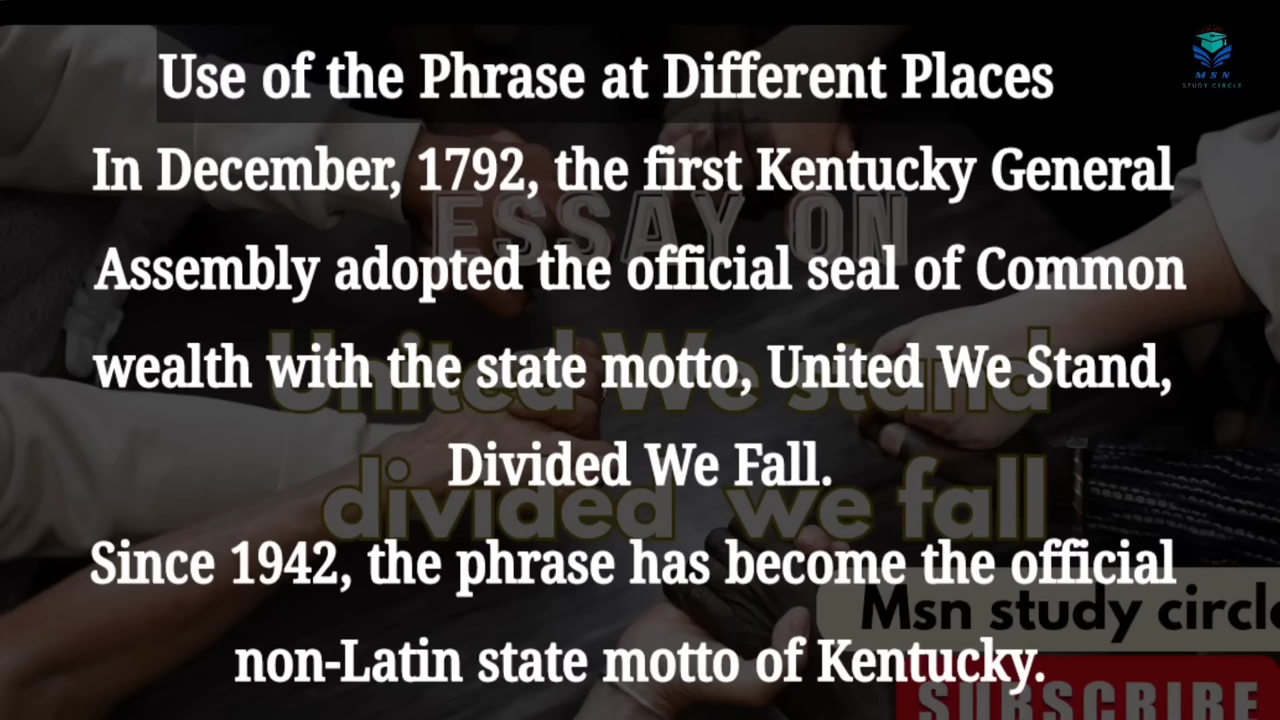 Use of the Phrase at Different Places
M S N
STUDY CIRCLE
In December, 1792, the first Kentucky General
ESSAY ON
Assembly adopted the official seal of Common
wealth with the state motto, United We Stand,
United We stand
Divided We Fall.
divided we fall
Since 1942, the phrase has become the official
Msn study circle
non-Latin state motto of Kentucky.
SUBSCRIBE